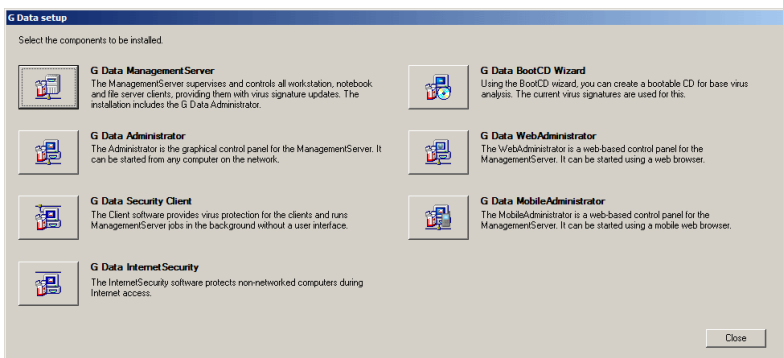 G Data setup
Select the components to be installed.
G Data ManagementServer
The ManagementServer supervises and controls all workstation, notebook
and file server clients, providing them with virus signature updates. The
installation includes the G Data Administrator.
G Data Administrator
The Administrator is the graphical control panel for the ManagementServer. It
can be started from any computer on the network.
G Data Security Client
The Client software provides virus protection for the clients and runs
ManagementServer jobs in the background without a user interface.
G Data InternetSecurity
The InternetSecurity software protects non-networked computers during
Internet access.
G Data BootCD Wizard
Using the BootCD wizard, you can create a bootable CD for base virus
analysis. The current virus signatures are used for this.
G Data WebAdministrator
The WebAdministrator is a web-based control panel for the
ManagementServer. It can be started using a web browser.
G Data MobileAdministrator
The MobileAdministrator is a web-based control panel for the
ManagementServer. It can be started using a mobile web browser.
Close